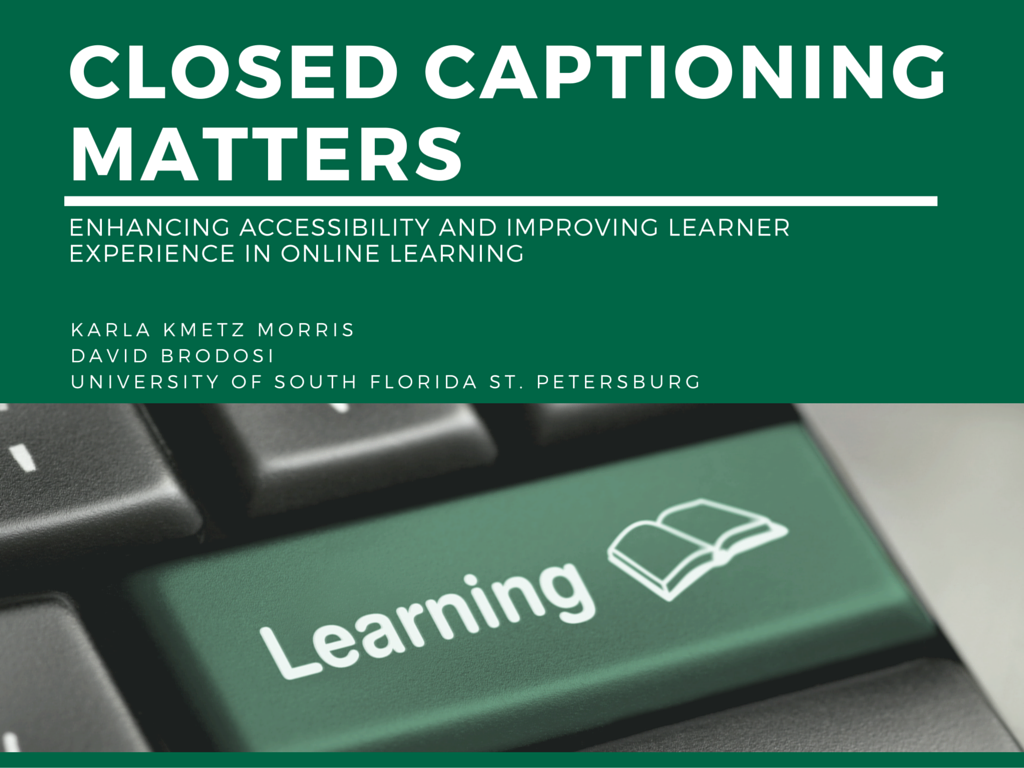 CLOSED CAPTIONING
MATTERS
ENHANCING ACCESSIBILITY AND IMPROVING LEARNER
EXPERIENCE IN ONLINE LEARNING
KARLA KMETZ MORRIS
DAVID BRODOSI
UNIVERSITY OF SOUTH FLORIDA ST. PETERSBURG
Learning